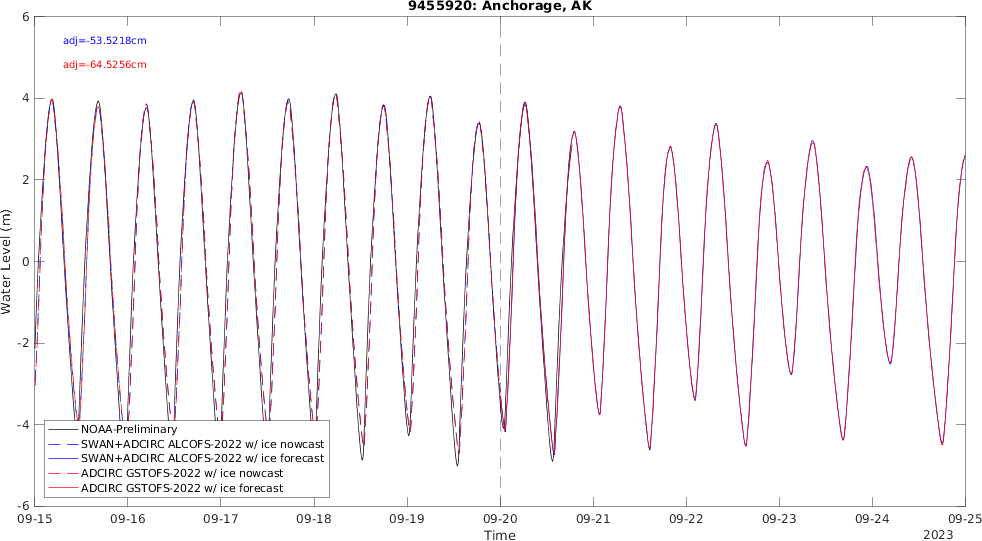 9455920: Anchorage, AK
6
adj=-53.5218cm
adj=-64.5256cm
4
2
0
-2
-4
-6
Water Level (m)
NOAA-Preliminary
SWAN+ADCIRC ALCOFS-2022 w/ ice nowcast
SWAN+ADCIRC ALCOFS-2022 w/ ice forecast
ADCIRC GSTOFS-2022 w/ ice nowcast
ADCIRC GSTOFS-2022 w/ ice forecast
09-15 09-16 09-17 09-18 09-19 09-20 09-21 09-22 09-23 09-24 09-25
Time
2023